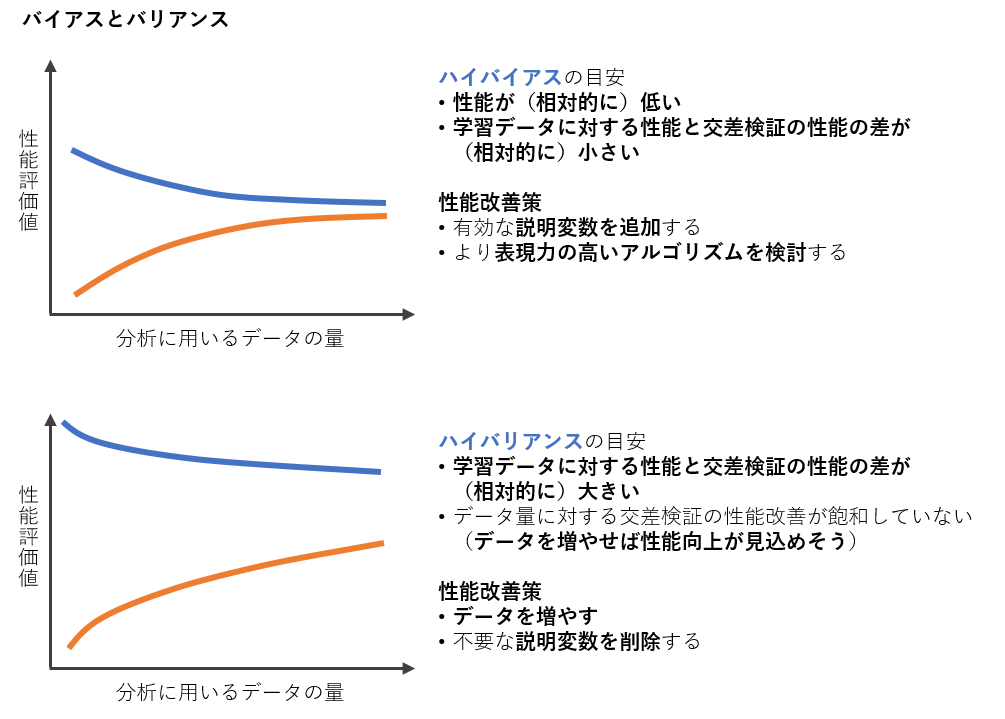 バイアスとバリアンス
性能評価値
分析に用いるデータの量
ハイバイアスの目安
• 性能が（相対的に）低い
• 学習データに対する性能と交差検証の性能の差が
（相対的に）小さい
性能改善策
• 有効な説明変数を追加する
• より表現力の高いアルゴリズムを検討する
性能評価値
分析に用いるデータの量
ハイバリアンスの目安
• 学習データに対する性能と交差検証の性能の差が
（相対的に）大きい
• データ量に対する交差検証の性能改善が飽和していない
（データを増やせば性能向上が見込めそう）
性能改善策
• データを増やす
• 不要な説明変数を削除する